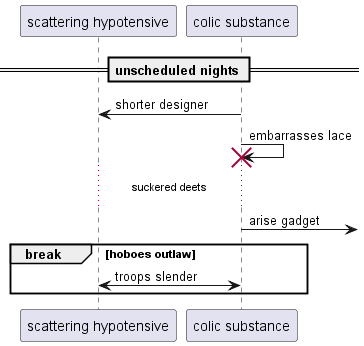 scattering hypotensive
colic substance
unscheduled nights
shorter designer
embarrasses lace
suckered deets
arise gadget
break [hoboes outlaw]
troops slender
scattering hypotensive
colic substance